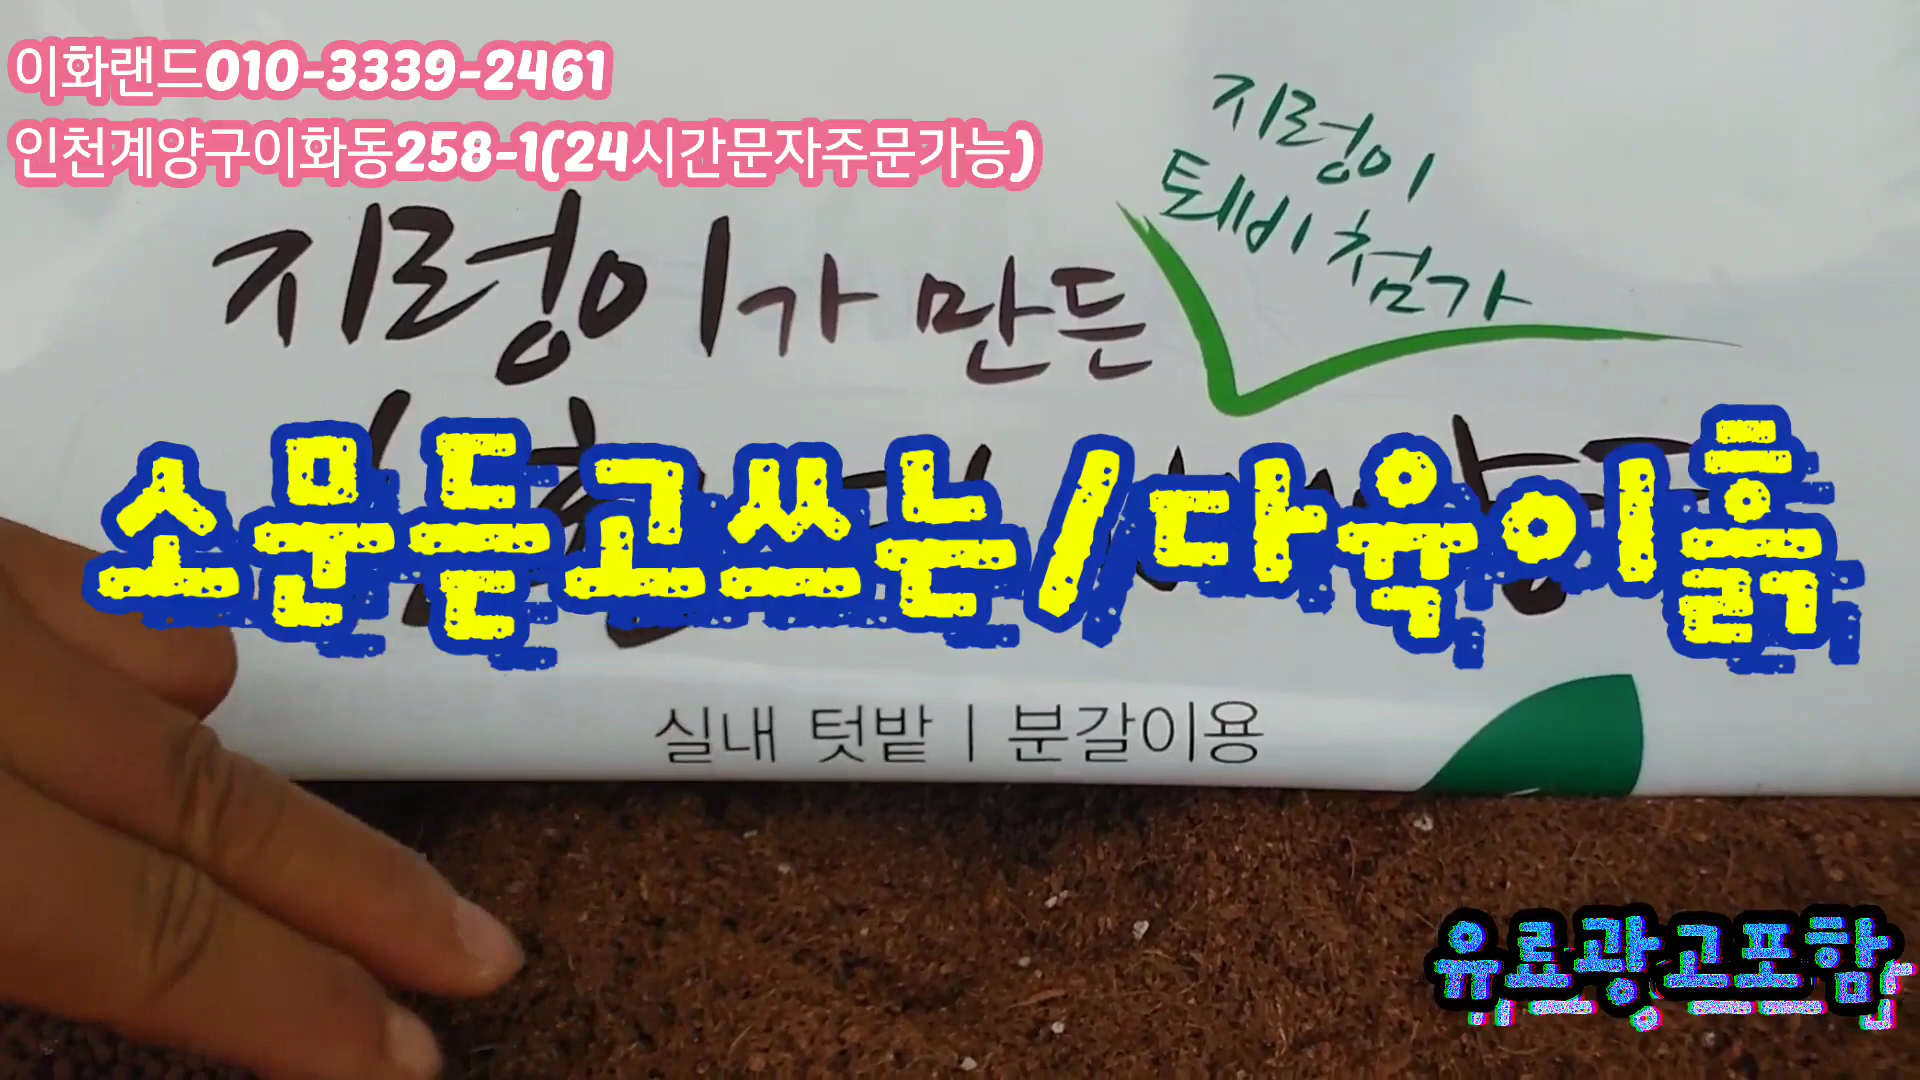 이화랜드010-3339-2461
인천계양구이화동258-1(24시간문자주문가능)
지렁이
퇴비 첨가
지렁이가 만든
소문듣고쓰는/다육이흙
실내 텃밭 | 분갈이용
유료광고포함